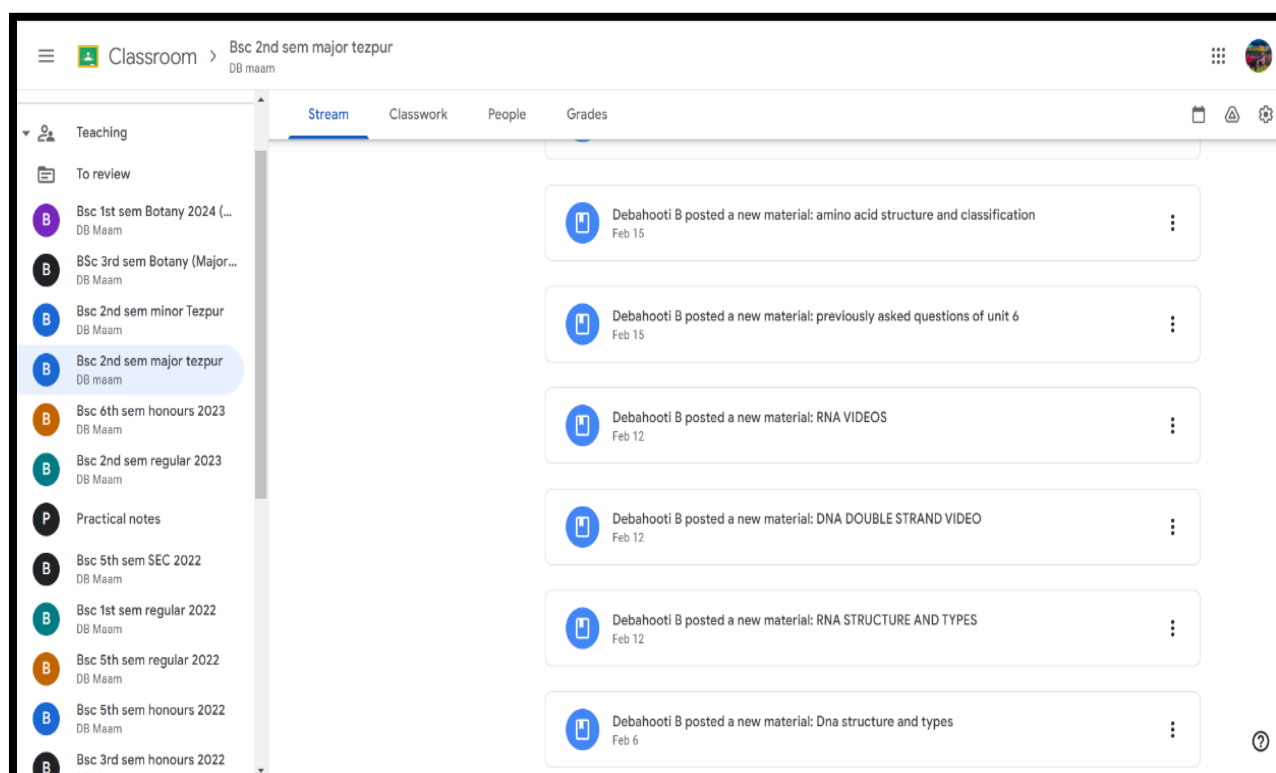 Classroom
Bsc 2nd sem major tezpur
DB maam
Stream Classwork People Grades
Teaching
To review
B
Bsc 1st sem Botany 2024 (...
DB Maam
B
BSc 3rd sem Botany (Major...
DB Maam
B
Bsc 2nd sem minor Tezpur
DB Maam
B
Bsc 2nd sem major tezpur
DB maam
B
Bsc 6th sem honours 2023
DB Maam
B
Bsc 2nd sem regular 2023
DB Maam
P
Practical notes
B
Bsc 5th sem SEC 2022
DB Maam
B
Bsc 1st sem regular 2022
DB Maam
B
Bsc 5th sem regular 2022
DB Maam
B
Bsc 5th sem honours 2022
DB Maam
B
Bsc 3rd sem honours 2022
Debahooti B posted a new material: amino acid structure and classification
Feb 15
Debahooti B posted a new material: previously asked questions of unit 6
Feb 15
Debahooti B posted a new material: RNA VIDEOS
Feb 12
Debahooti B posted a new material: DNA DOUBLE STRAND VIDEO
Feb 12
Debahooti B posted a new material: RNA STRUCTURE AND TYPES
Feb 12
Debahooti B posted a new material: Dna structure and types
Feb 6